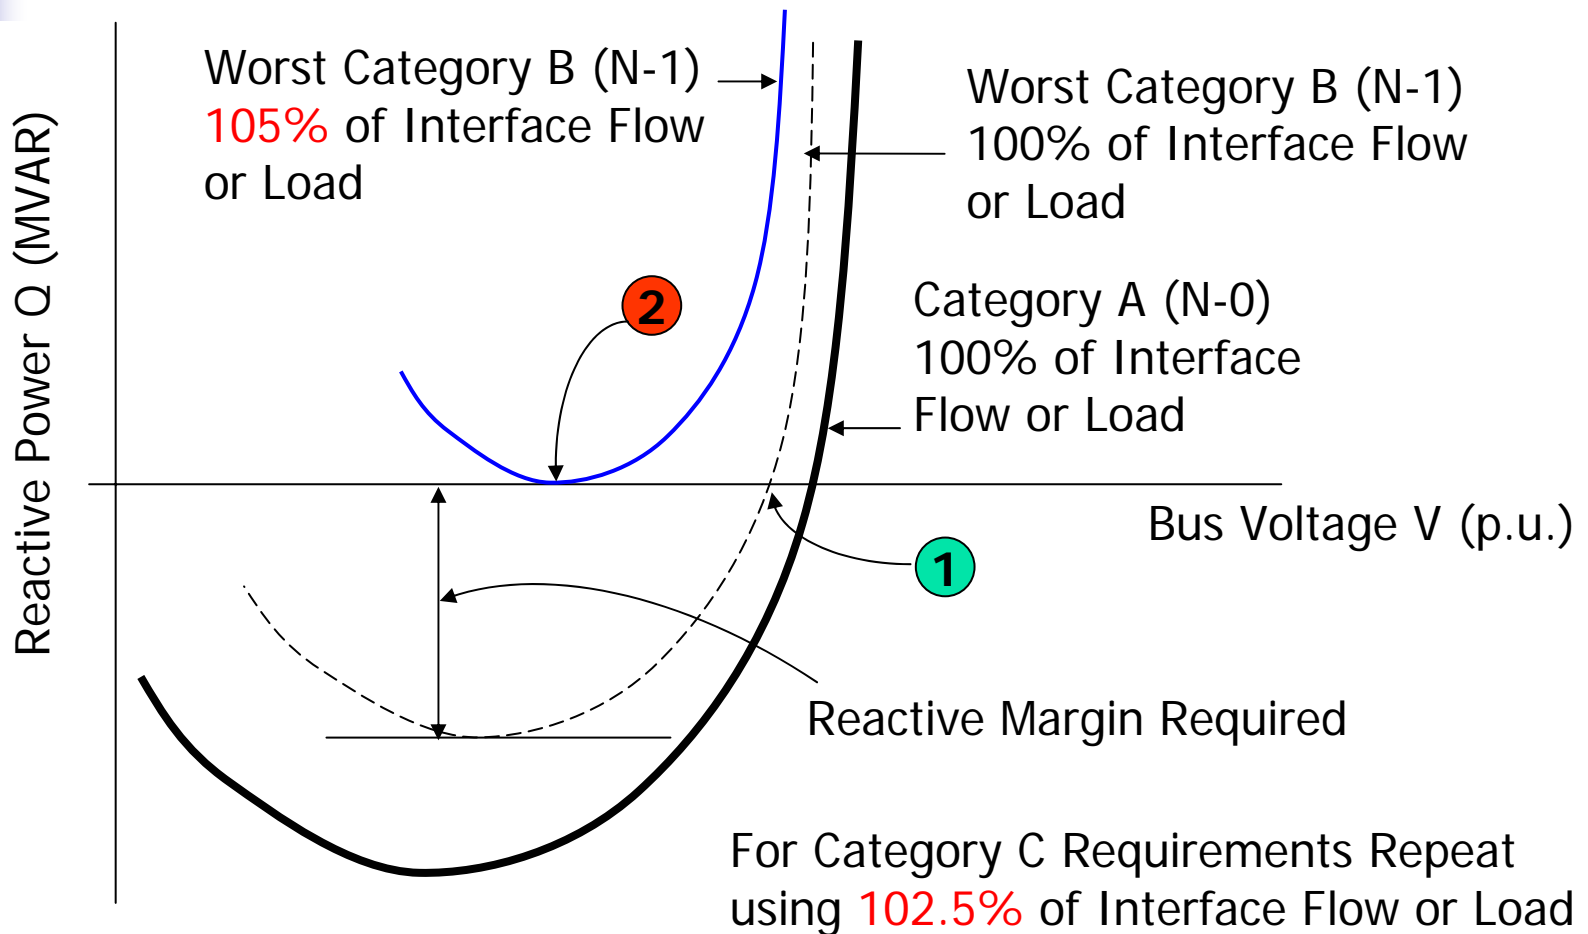 Reactive Power Q (MVAR)
Worst Category B (N-1)
105% of Interface Flow
or Load
Worst Category B (N-1)
100% of Interface Flow
or Load
2
Category A (N-0)
100% of Interface
Flow or Load
Bus Voltage V (p.u.)
1
Reactive Margin Required
For Category C Requirements Repeat
using 102.5% of Interface Flow or Load